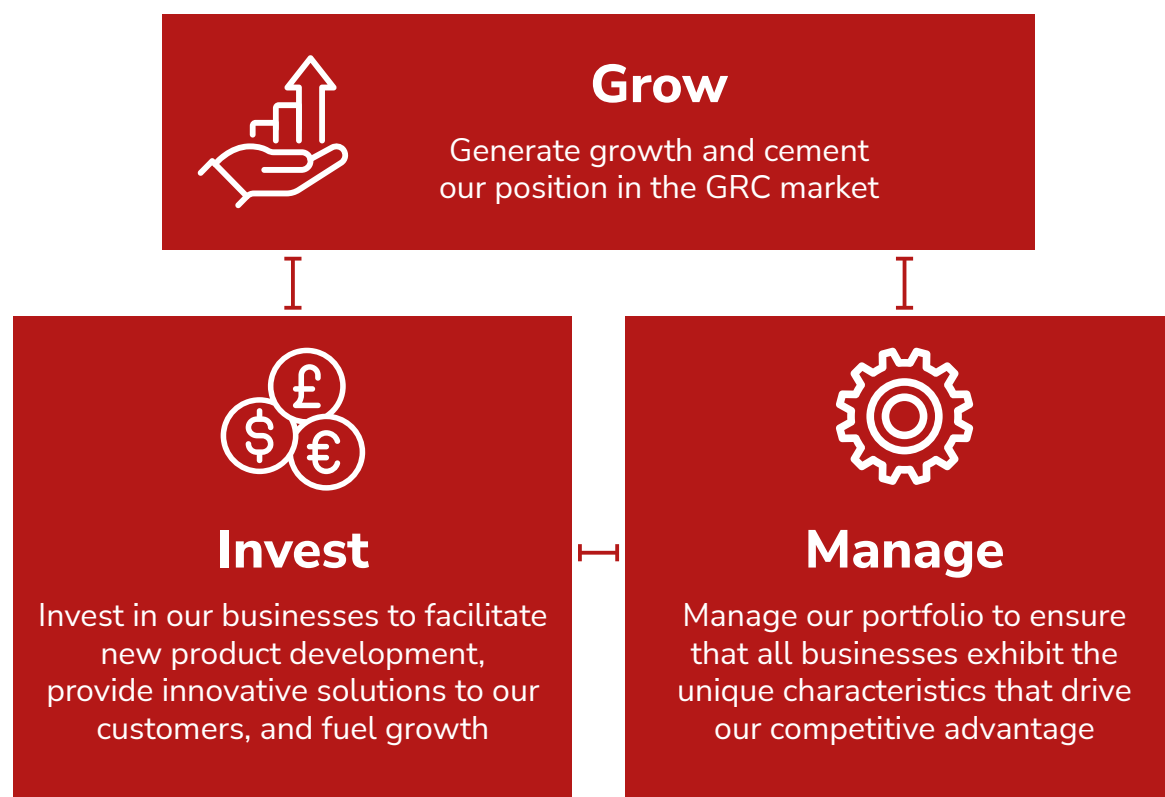 Grow
Generate growth and cement
our position in the GRC market
£
$
€
Invest
Invest in our businesses to facilitate
new product development,
provide innovative solutions to our
customers, and fuel growth
Manage
Manage our portfolio to ensure
that all businesses exhibit the
unique characteristics that drive
our competitive advantage